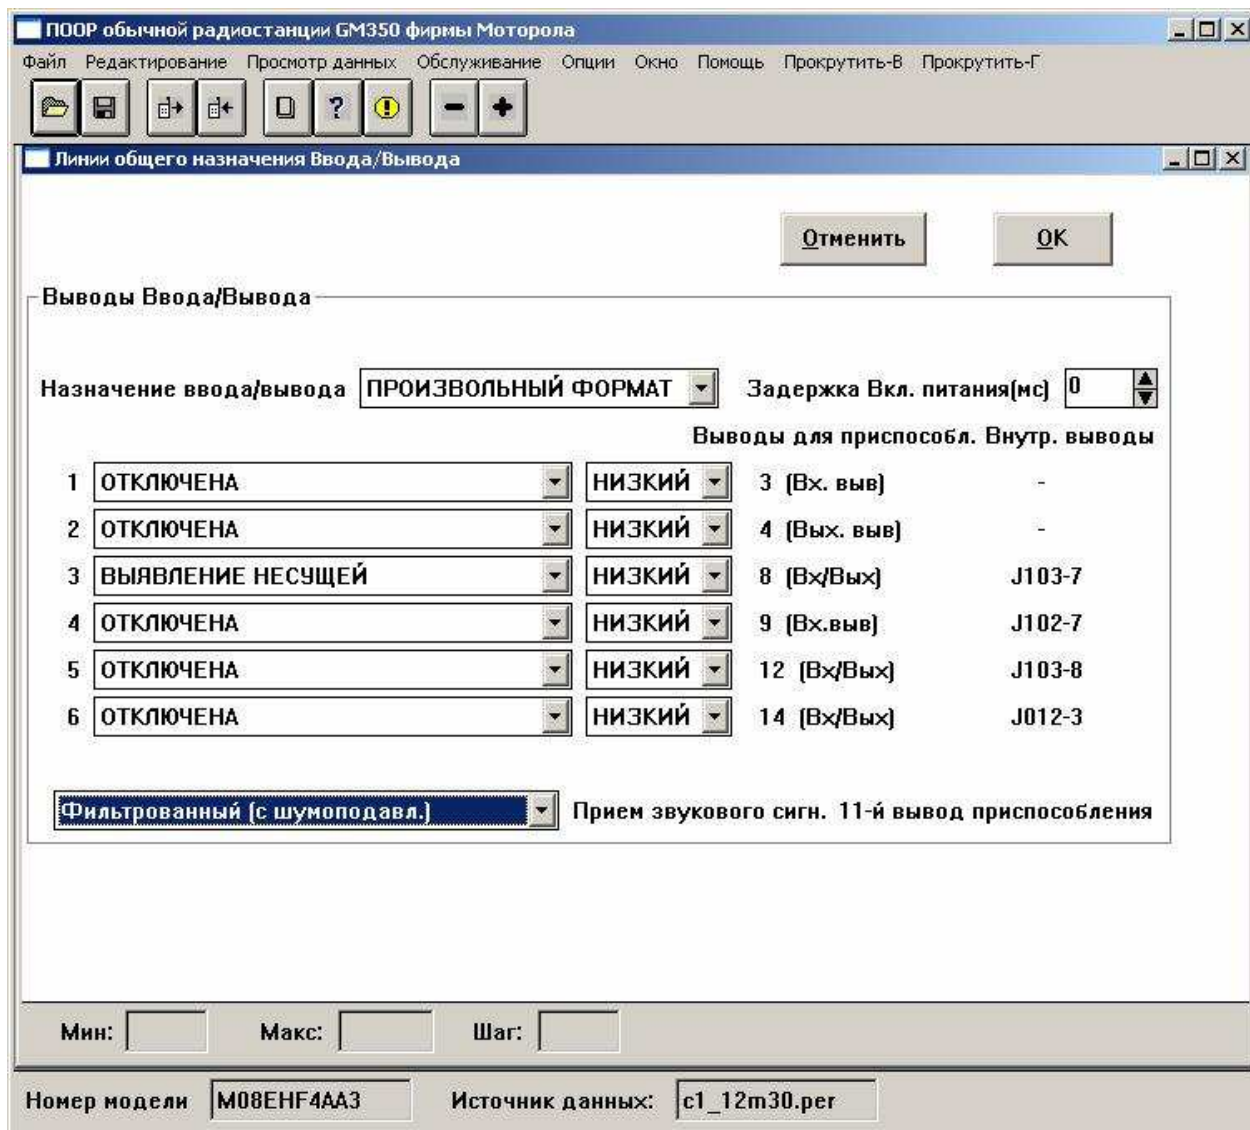 ПООР обычной радиостанции GM350 фирмы Моторола
Файл Редактирование Просмотр данных Обслуживание Опции Окно Помощь Прокрутить-В Прокрутить-Г
Линии общего назначения Ввода/Вывода
Отменить OK
Выводы Ввода/Вывода
Назначение ввода/вывода ПРОИЗВОЛЬНЫЙ ФОРМАТ Задержка Вкл. питания(мс) 0
Выводы для приспособл. Внутр. выводы
1 ОТКЛЮЧЕНА НИЗКИЙ 3 (Вх. выв) -
2 ОТКЛЮЧЕНА НИЗКИЙ 4 (Вых. выв) -
3 ВЫЯВЛЕНИЕ НЕСУЩЕЙ НИЗКИЙ 8 (Вх/Вых) J103-7
4 ОТКЛЮЧЕНА НИЗКИЙ 9 (Вх.выв) J102-7
5 ОТКЛЮЧЕНА НИЗКИЙ 12 (Вх/Вых) J103-8
6 ОТКЛЮЧЕНА НИЗКИЙ 14 (Вх/Вых) J012-3
Фильтрованный (с шумоподавл.) Прием звукового сигн. 11-й вывод приспособления
Мин: Макс: Шаг:
Номер модели M08EHF4AA3 Источник данных: c1_12m30.per